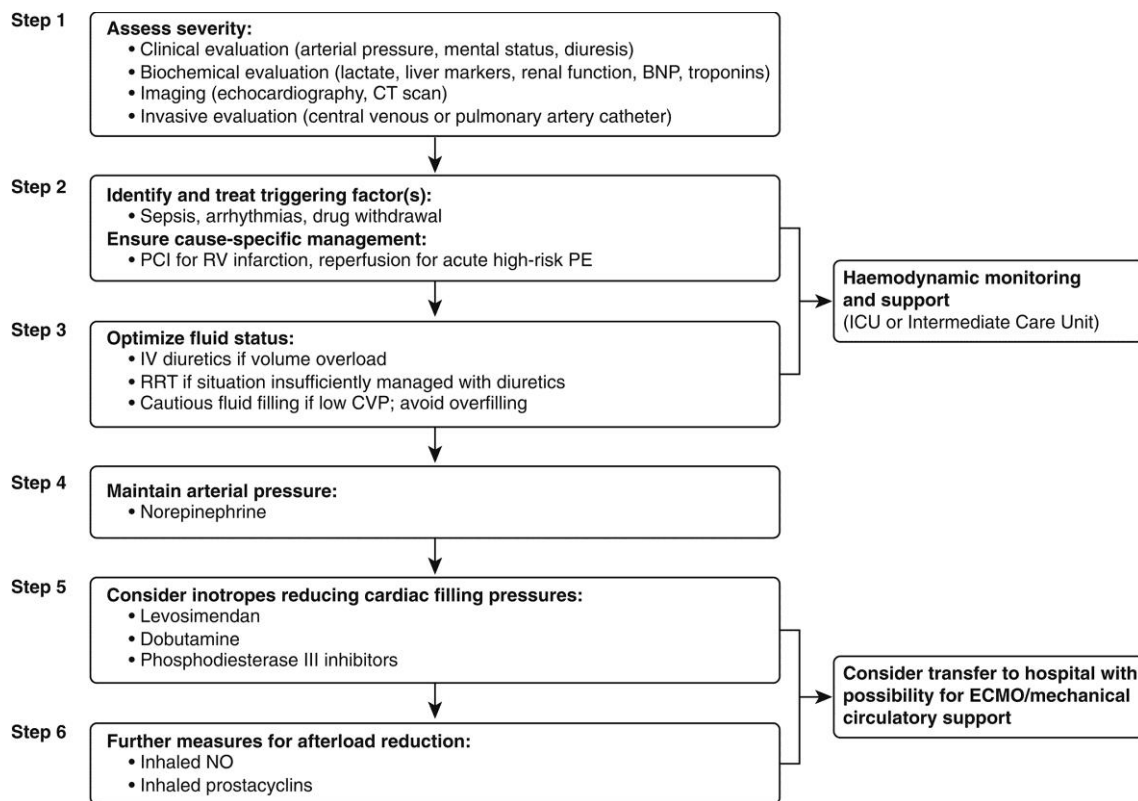 Step 1
Assess severity:
• Clinical evaluation (arterial pressure, mental status, diuresis)
• Biochemical evaluation (lactate, liver markers, renal function, BNP, troponins)
• Imaging (echocardiography, CT scan)
• Invasive evaluation (central venous or pulmonary artery catheter)
Step 2
Identify and treat triggering factor(s):
• Sepsis, arrhythmias, drug withdrawal
Ensure cause-specific management:
• PCI for RV infarction, reperfusion for acute high-risk PE
Haemodynamic monitoring
and support
(ICU or Intermediate Care Unit)
Step 3
Optimize fluid status:
• IV diuretics if volume overload
• RRT if situation insufficiently managed with diuretics
• Cautious fluid filling if low CVP; avoid overfilling
Step 4
Maintain arterial pressure:
• Norepinephrine
Step 5
Consider inotropes reducing cardiac filling pressures:
• Levosimendan
• Dobutamine
• Phosphodiesterase III inhibitors
Consider transfer to hospital with
possibility for ECMO/mechanical
circulatory support
Step 6
Further measures for afterload reduction:
• Inhaled NO
• Inhaled prostacyclins